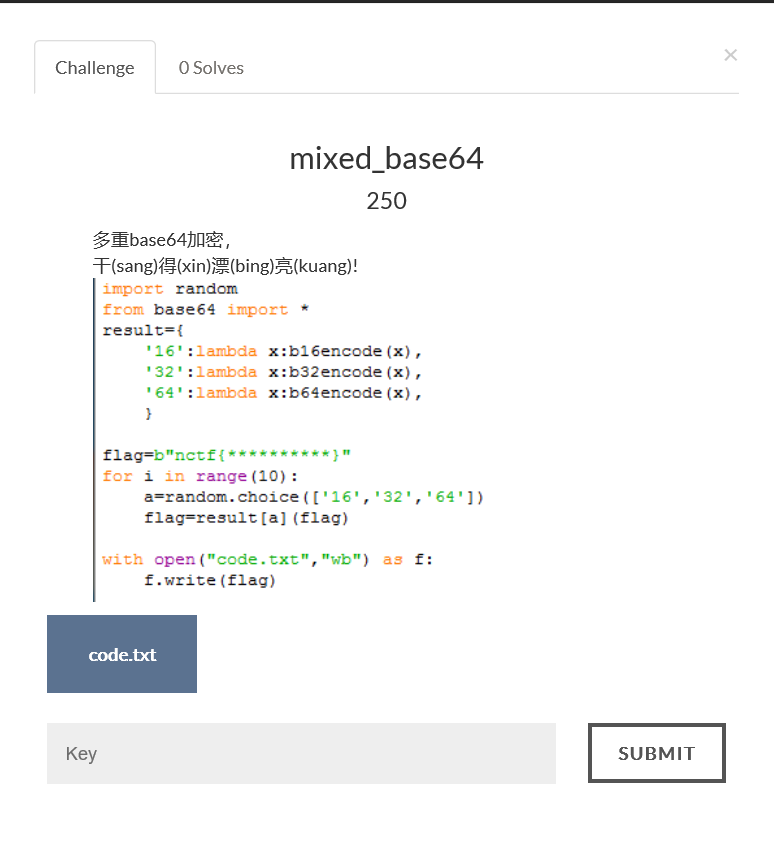 Challenge
0 Solves
×
mixed_base64
250
多重base64加密，
干(sang)得(xin)漂(bing)亮(kuang)!
import random
from base64 import *
result={
    '16':lambda x:b16encode(x),
    '32':lambda x:b32encode(x),
    '64':lambda x:b64encode(x),
    }
flag=b"nctf{**********}"
for i in range(10):
    a=random.choice(['16','32','64'])
    flag=result[a](flag)
with open("code.txt","wb") as f:
    f.write(flag)
code.txt
Key
SUBMIT